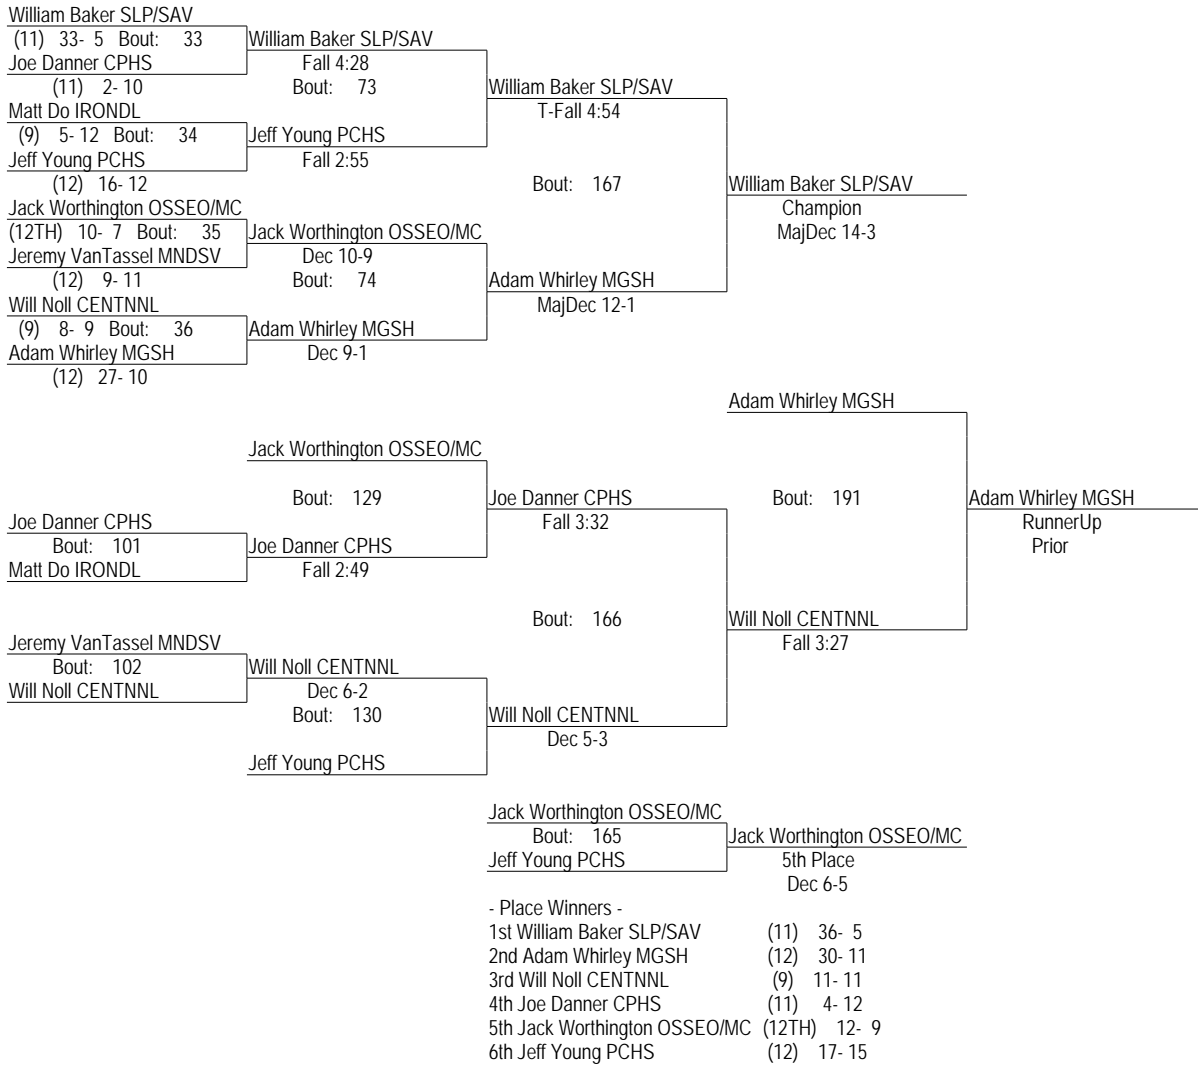 William Baker SLP/SAV
(11) 33- 5 Bout: 33
William Baker SLP/SAV
Joe Danner CPHS
Fall 4:28
(11) 2- 10
Bout: 73
William Baker SLP/SAV
Matt Do IRONDL
T-Fall 4:54
(9) 5- 12 Bout: 34
Jeff Young PCHS
Jeff Young PCHS
Fall 2:55
(12) 16- 12
Bout: 167
William Baker SLP/SAV
Jack Worthington OSSEO/MC
Champion
(12TH) 10- 7 Bout: 35
Jack Worthington OSSEO/MC
MajDec 14-3
Jeremy VanTassel MNDSV
Dec 10-9
(12) 9- 11
Bout: 74
Adam Whirley MGSH
Will Noll CENTNNL
MajDec 12-1
(9) 8- 9 Bout: 36
Adam Whirley MGSH
Adam Whirley MGSH
Dec 9-1
(12) 27- 10
Adam Whirley MGSH
Jack Worthington OSSEO/MC
Bout: 129
Joe Danner CPHS
Bout: 191
Adam Whirley MGSH
Joe Danner CPHS
Fall 3:32
RunnerUp
Bout: 101
Joe Danner CPHS
Prior
Matt Do IRONDL
Fall 2:49
Bout: 166
Will Noll CENTNNL
Jeremy VanTassel MNDSV
Fall 3:27
Bout: 102
Will Noll CENTNNL
Will Noll CENTNNL
Dec 6-2
Bout: 130
Will Noll CENTNNL
Dec 5-3
Jeff Young PCHS
Jack Worthington OSSEO/MC
Bout: 165
Jack Worthington OSSEO/MC
Jeff Young PCHS
5th Place
Dec 6-5
- Place Winners -
1st William Baker SLP/SAV (11) 36- 5
2nd Adam Whirley MGSH (12) 30- 11
3rd Will Noll CENTNNL (9) 11- 11
4th Joe Danner CPHS (11) 4- 12
5th Jack Worthington OSSEO/MC (12TH) 12- 9
6th Jeff Young PCHS (12) 17- 15